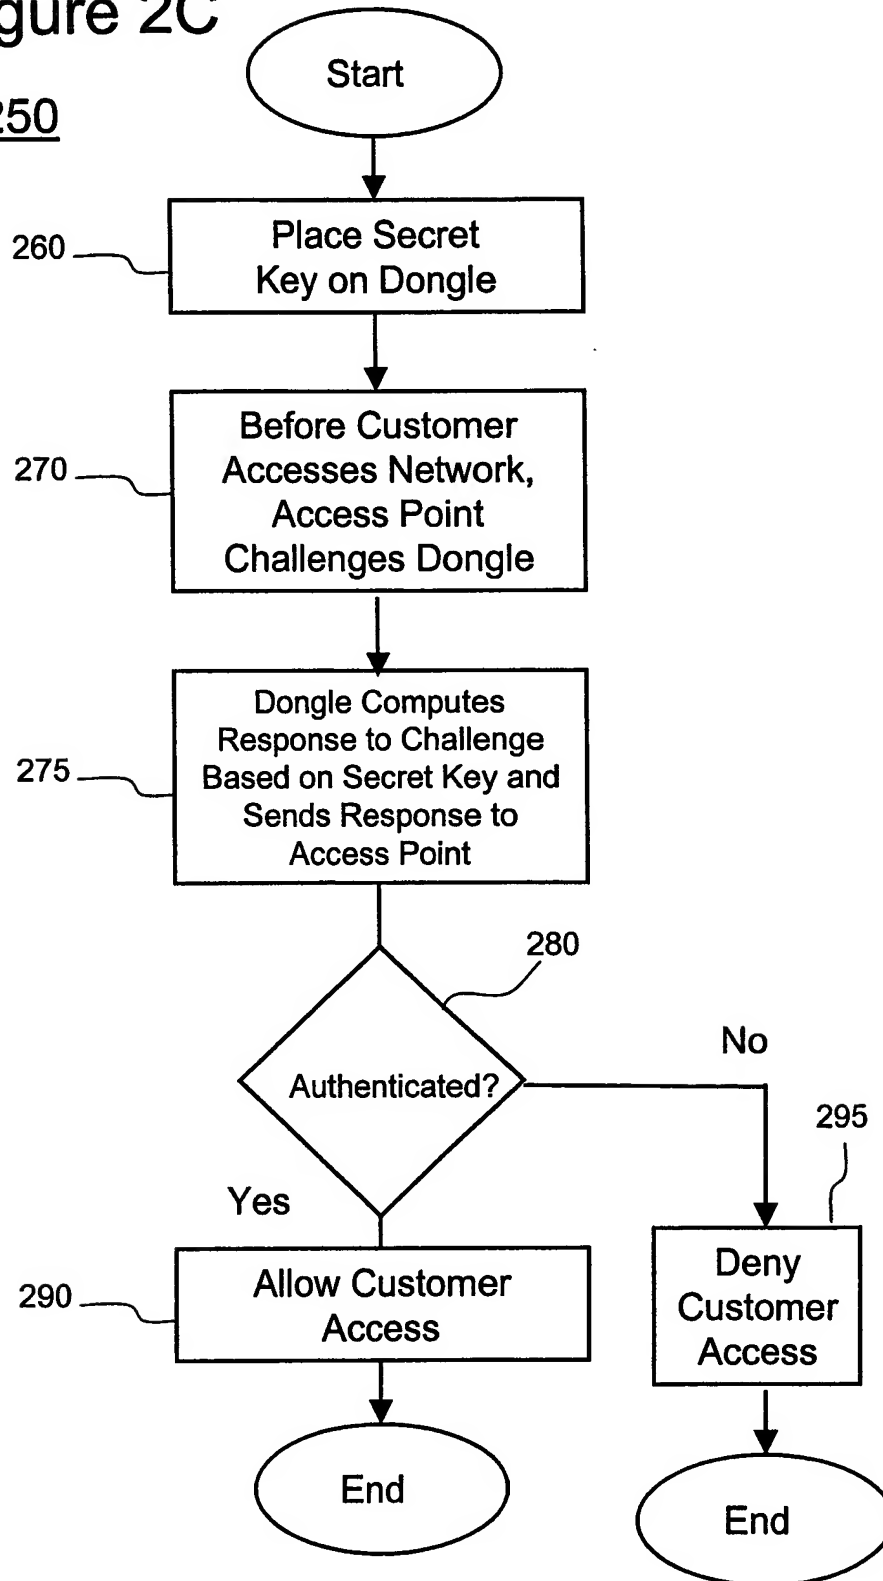 gure 2C
250
Start
260
Place Secret
Key on Dongle
270
Before Customer
Accesses Network,
Access Point
Challenges Dongle
275
Dongle Computes
Response to Challenge
Based on Secret Key and
Sends Response to
Access Point
280
Authenticated?
No
295
Yes
290
Allow Customer
Access
Deny
Customer
Access
End
End